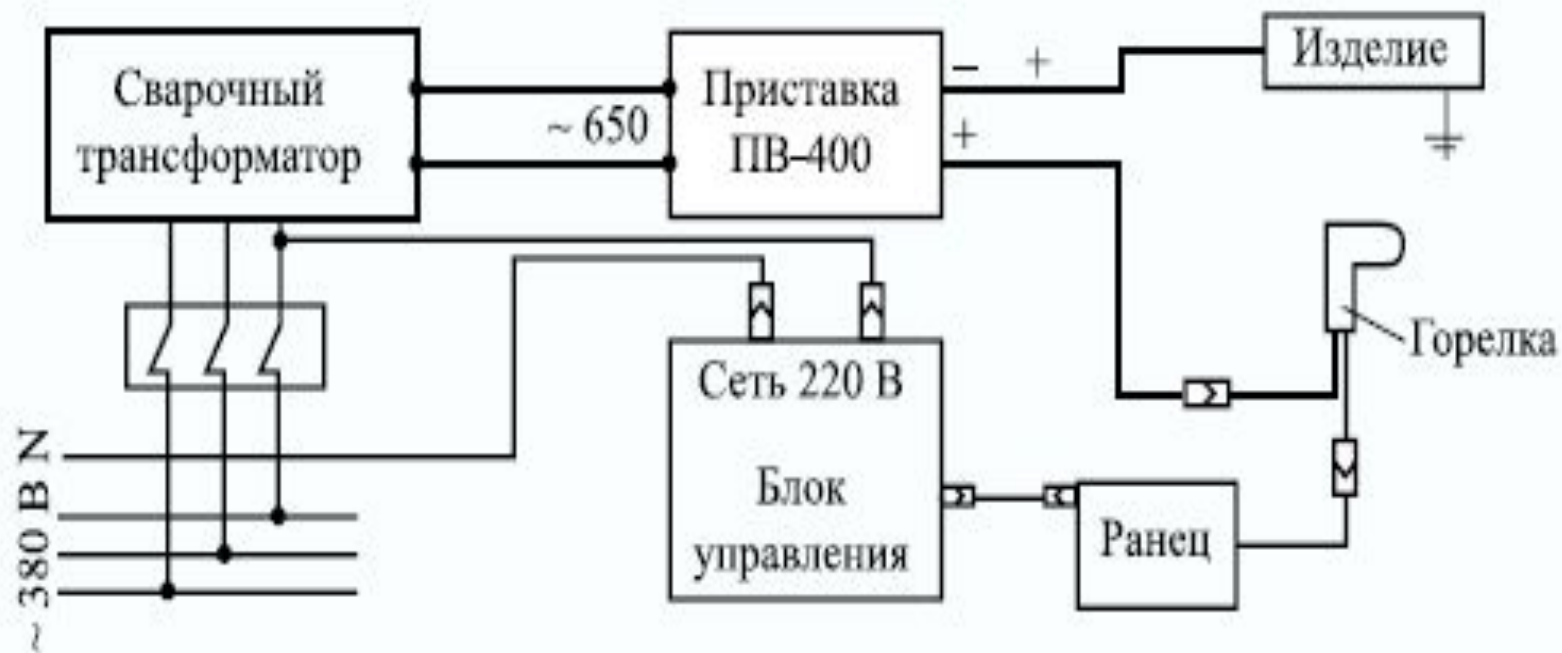 Сварочный
трансформатор
~ 650
Приставка
ПВ–400
– +
+
Изделие
Горелка
Сеть 220 В
Блок
управления
Ранец
~ 380 В N